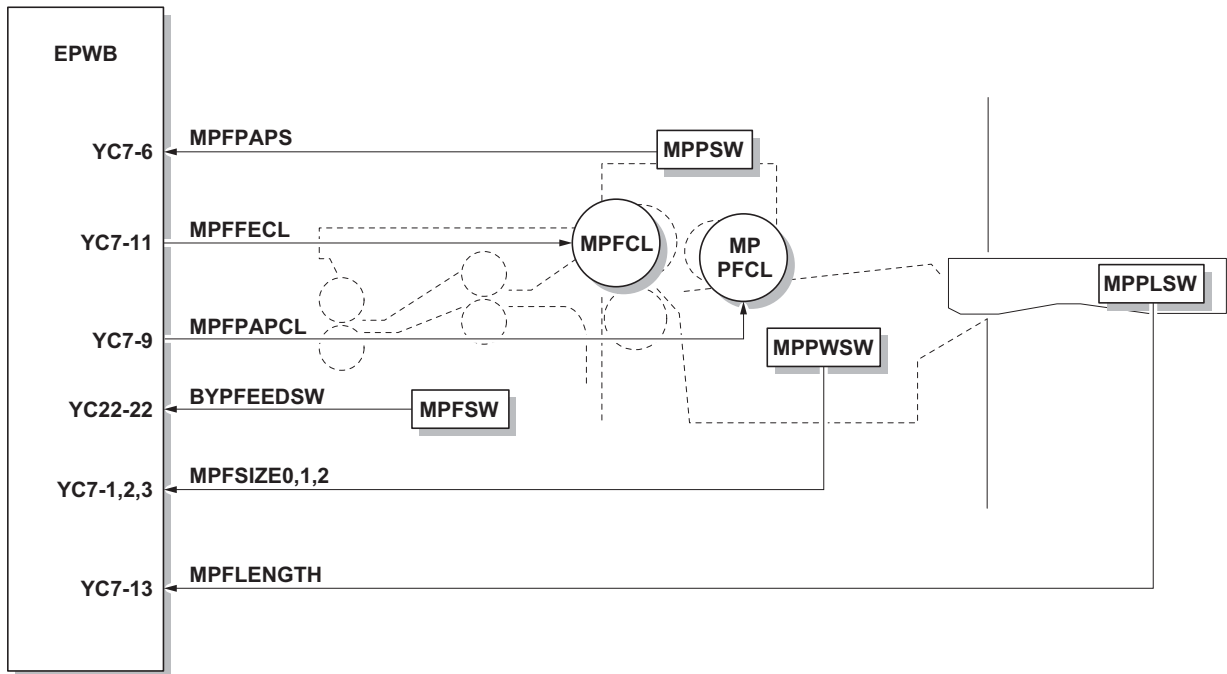 EPWB
YC7-6
MPFPAPS
MPPSW
YC7-11
MPFFECL
MPFCL
MP
PFCL
MPPLSW
YC7-9
MPFPAPCL
MPPWSW
YC22-22
BYPFEEDSW
MPFSW
YC7-1,2,3
MPFSIZE0,1,2
YC7-13
MPFLENGTH